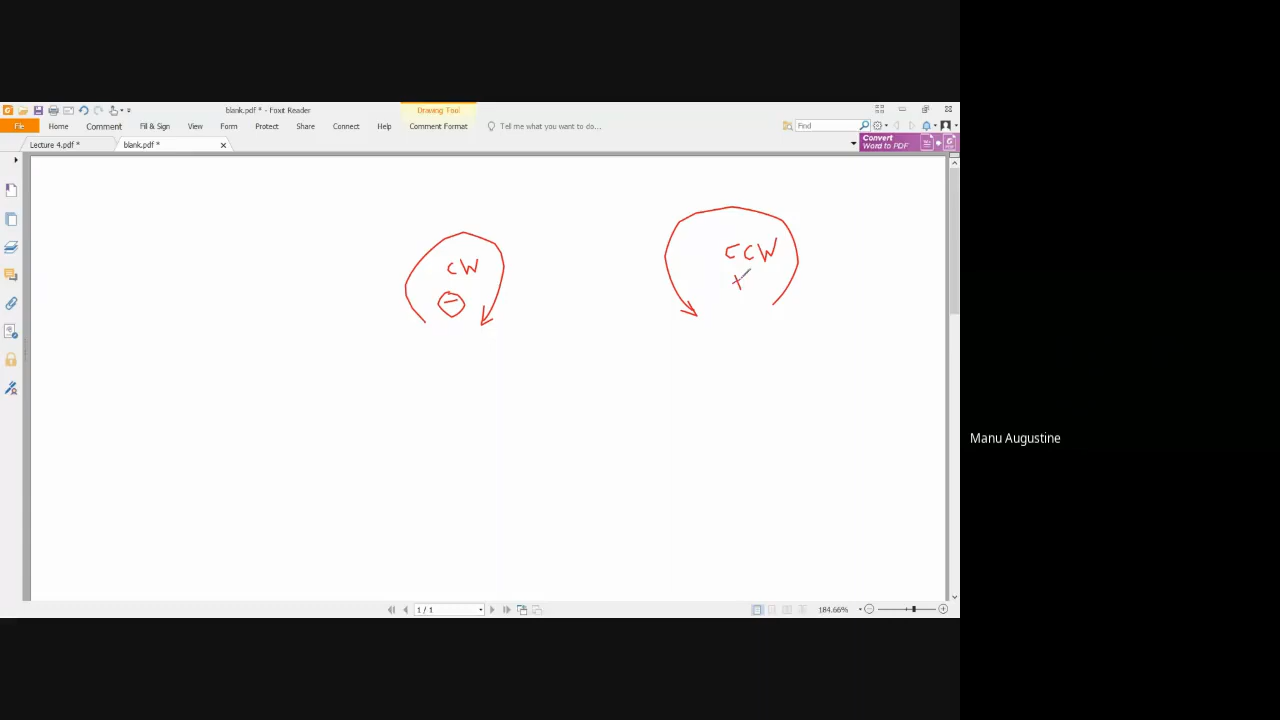 blank.pdf * - Foxit Reader
Drawing Tool
File Home Comment Fill & Sign View Form Protect Share Connect Help Comment Format Tell me what you want to do... Find
Lecture 4.pdf * blank.pdf * Convert
Word to PDF
CW
CCW
-
+
Manu Augustine
1 / 1 184.66%